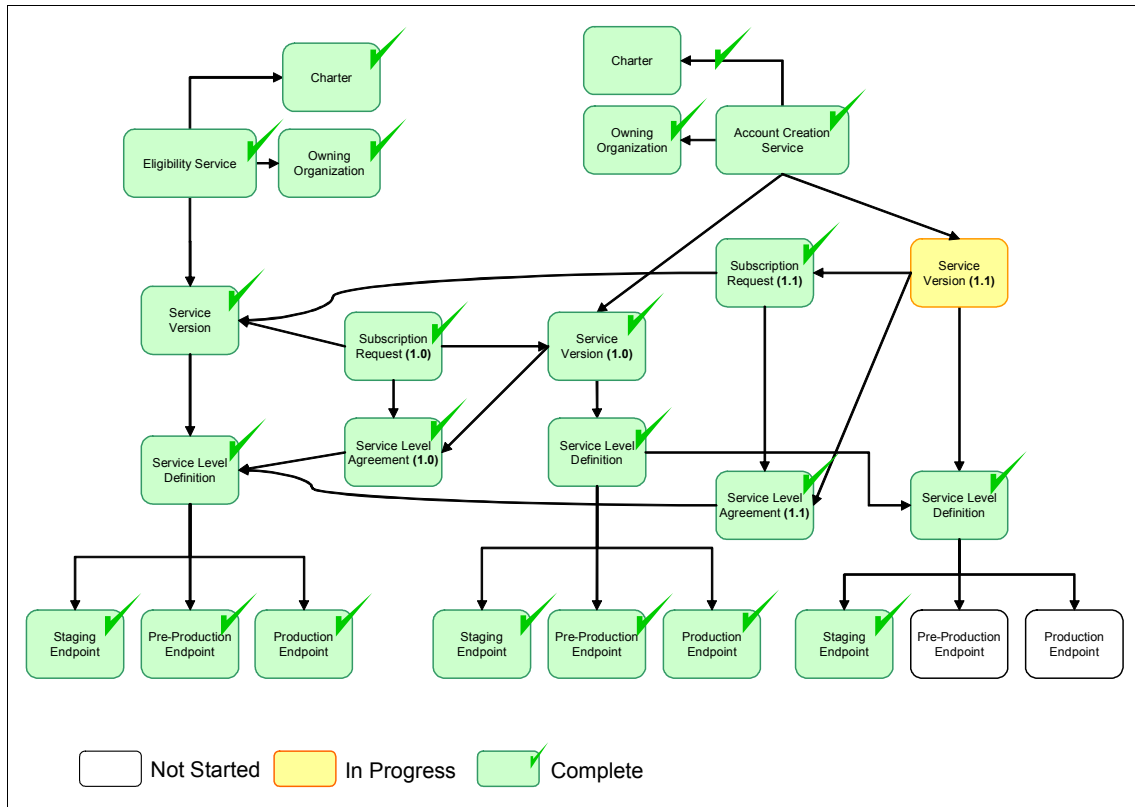 Charter
Charter
Eligibility Service
Owning
Organization
Owning
Organization
Account Creation
Service
Service
Version
Subscription
Request (1.0)
Service
Version (1.0)
Subscription
Request (1.1)
Service
Version (1.1)
Service Level
Definition
Service Level
Agreement (1.0)
Service Level
Definition
Service Level
Agreement (1.1)
Service Level
Definition
Staging
Endpoint
Pre-Production
Endpoint
Production
Endpoint
Staging
Endpoint
Pre-Production
Endpoint
Production
Endpoint
Staging
Endpoint
Pre-Production
Endpoint
Production
Endpoint
Not Started
In Progress
Complete